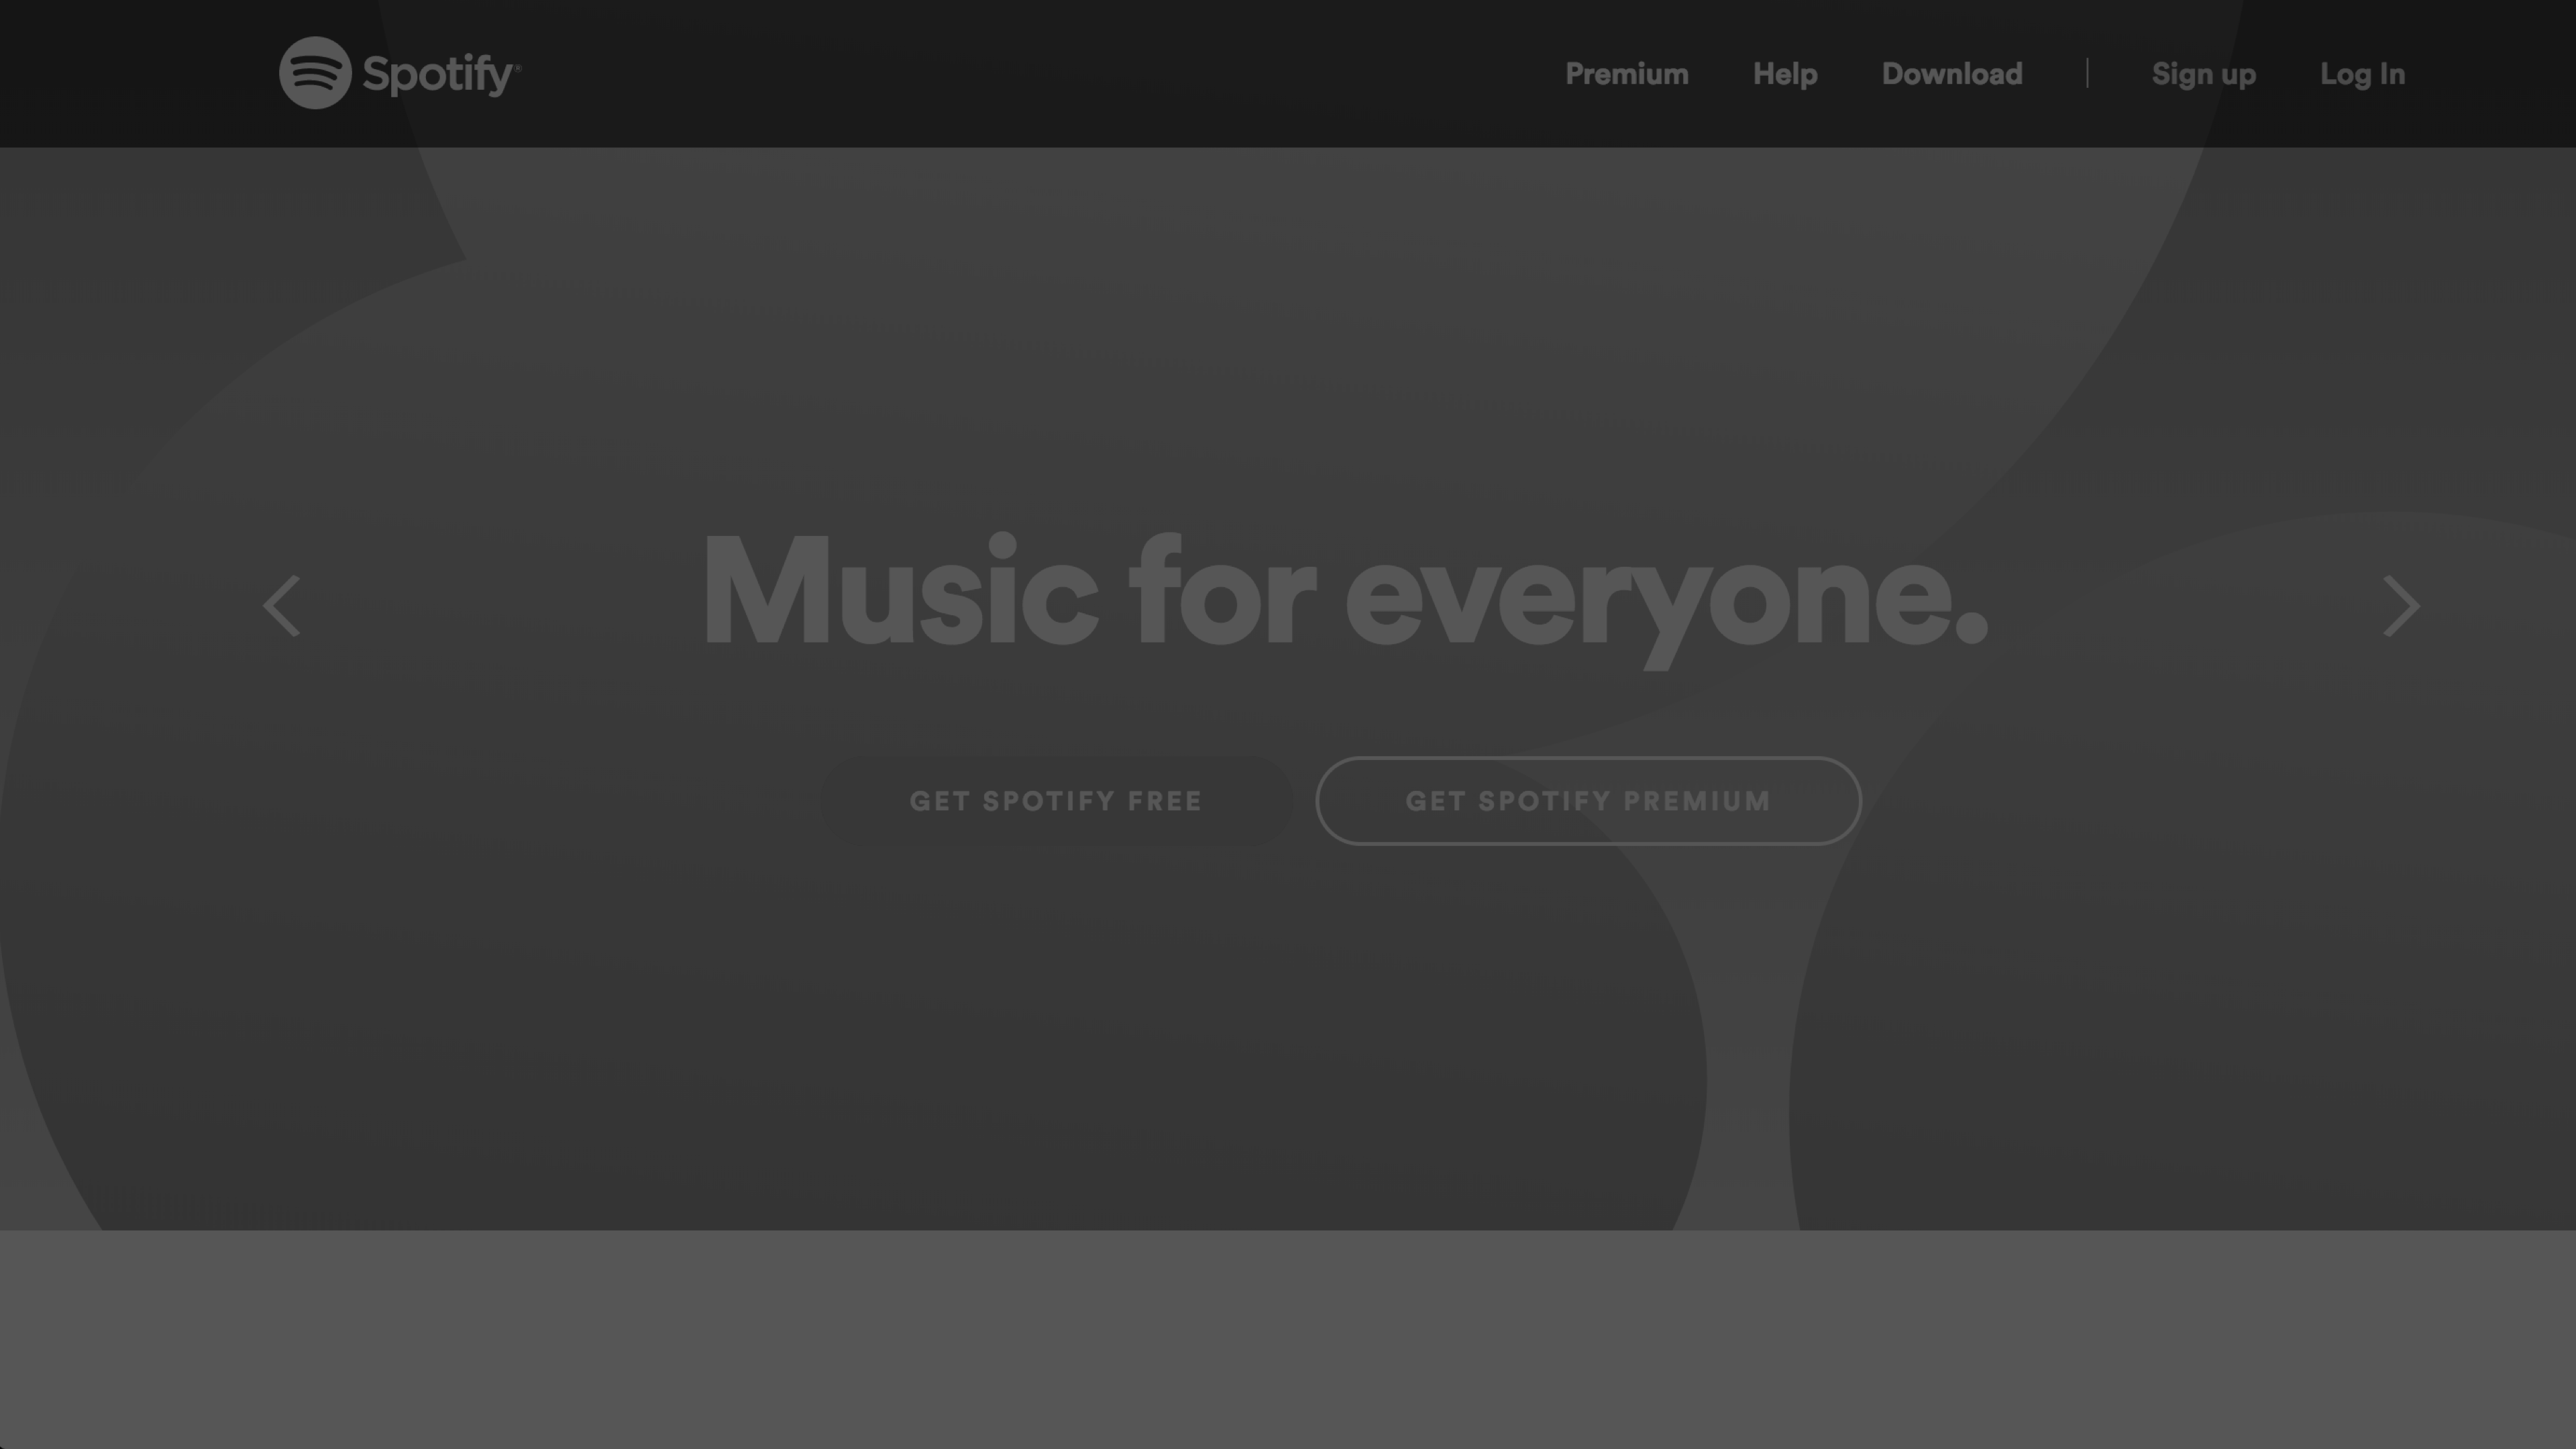 Spotify®
Premium Help Download Sign up Log In
Music for everyone.
GET SPOTIFY FREE GET SPOTIFY PREMIUM